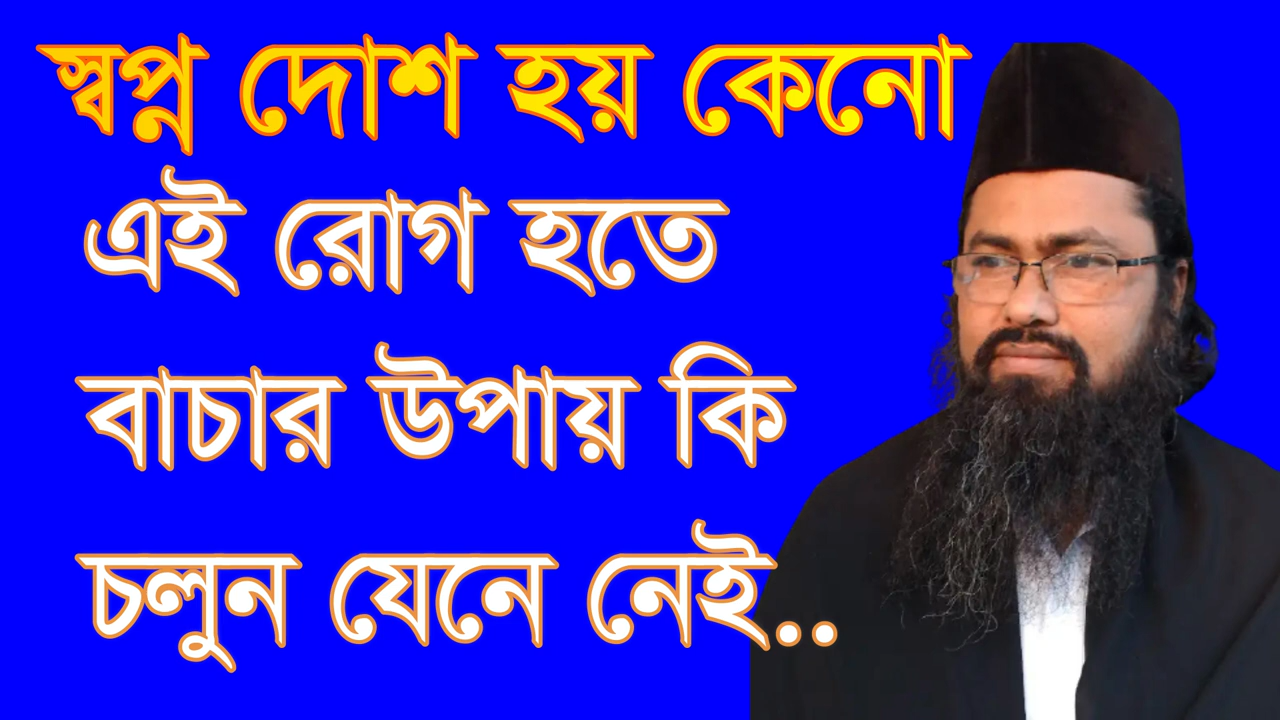 স্বপ্ন দোশ হয় কেনো
এই রোগ হতে
বাচার উপায় কি
চলুন যেনে নেই..